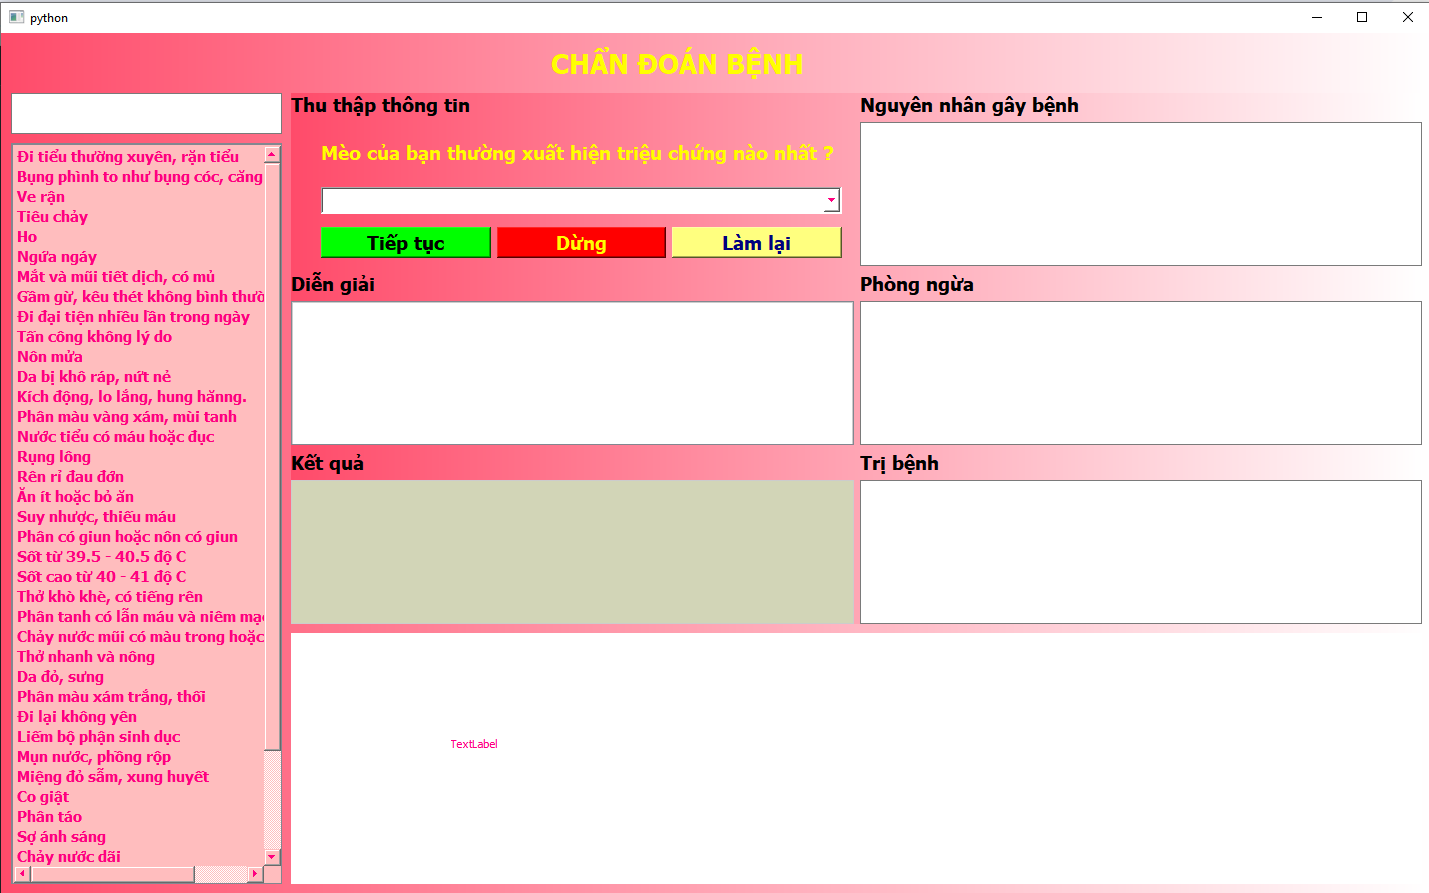 python
CHẨN ĐOÁN BỆNH
Đi tiểu thường xuyên, rặn tiểu
Bụng phình to như bụng cóc, căng
Ve rận
Tiêu chảy
Ho
Ngứa ngáy
Mắt và mũi tiết dịch, có mủ
Gầm gừ, kêu thét không bình thườ
Đi đại tiện nhiều lần trong ngày
Tấn công không lý do
Nôn mửa
Da bị khô ráp, nứt nẻ
Kích động, lo lắng, hung hănng.
Phân màu vàng xám, mùi tanh
Nước tiểu có máu hoặc đục
Rụng lông
Rên rỉ đau đớn
Ăn ít hoặc bỏ ăn
Suy nhược, thiếu máu
Phân có giun hoặc nôn có giun
Sốt từ 39.5 - 40.5 độ C
Sốt cao từ 40 - 41 độ C
Thở khò khè, có tiếng rên
Phân tanh có lẫn máu và niêm mạc
Chảy nước mũi có màu trong hoặc
Thở nhanh và nông
Da đỏ, sưng
Phân màu xám trắng, thối
Đi lại không yên
Liếm bộ phận sinh dục
Mụn nước, phồng rộp
Miệng đỏ sẫm, xung huyết
Co giật
Phân táo
Sợ ánh sáng
Chảy nước dãi
Thu thập thông tin
Mèo của bạn thường xuất hiện triệu chứng nào nhất ?
Tiếp tục
Dừng
Làm lại
Diễn giải
Kết quả
Nguyên nhân gây bệnh
Phòng ngừa
Trị bệnh
TextLabel